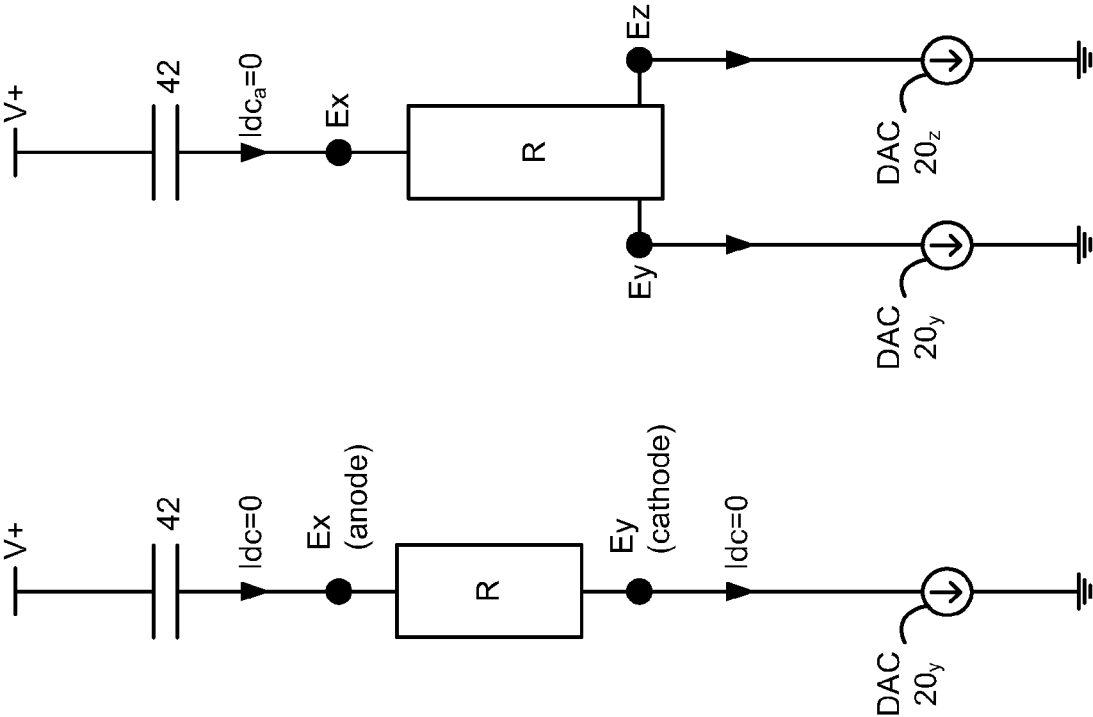 V+
42
Idc=0
Ex
(anode)
R
Ey
(cathode)
Idc=0
DAC
20y
V+
42
Idca=0
Ex
R
Ey
Ez
DAC
20y
DAC
20z